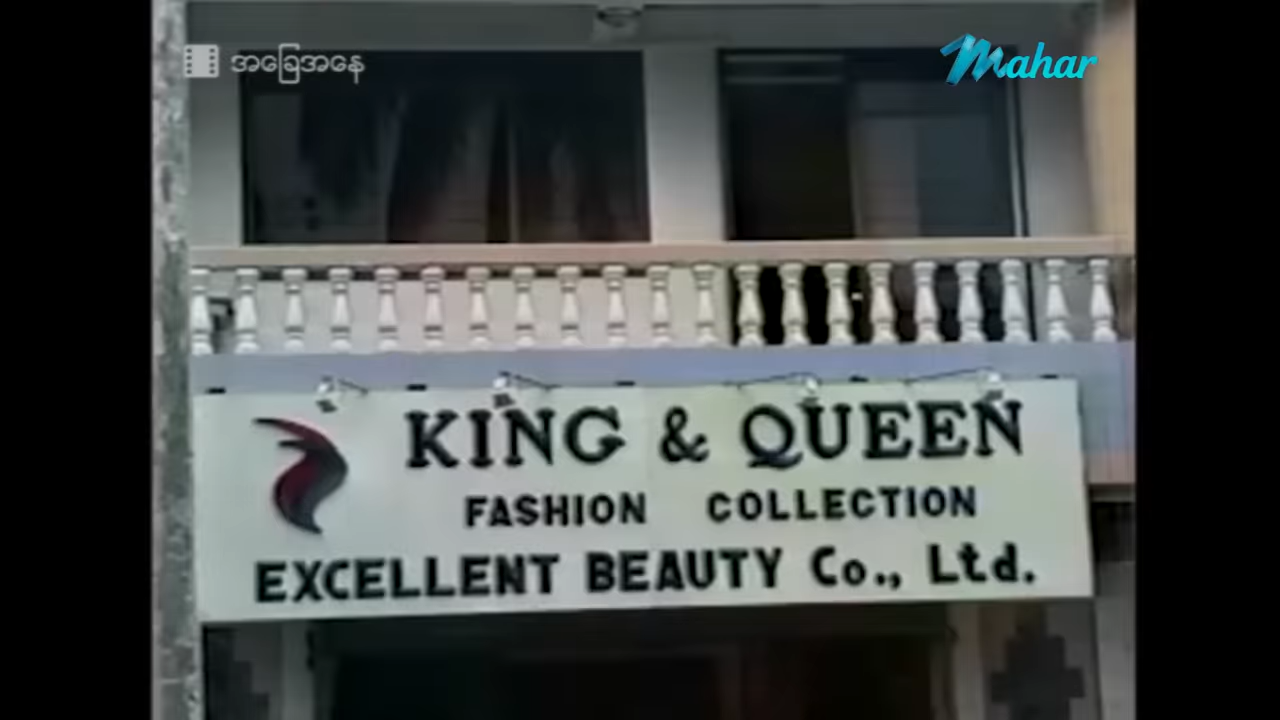 အခြေအနေ
Mahar
KING & QUEEN
FASHION COLLECTION
EXCELLENT BEAUTY Co., Ltd.